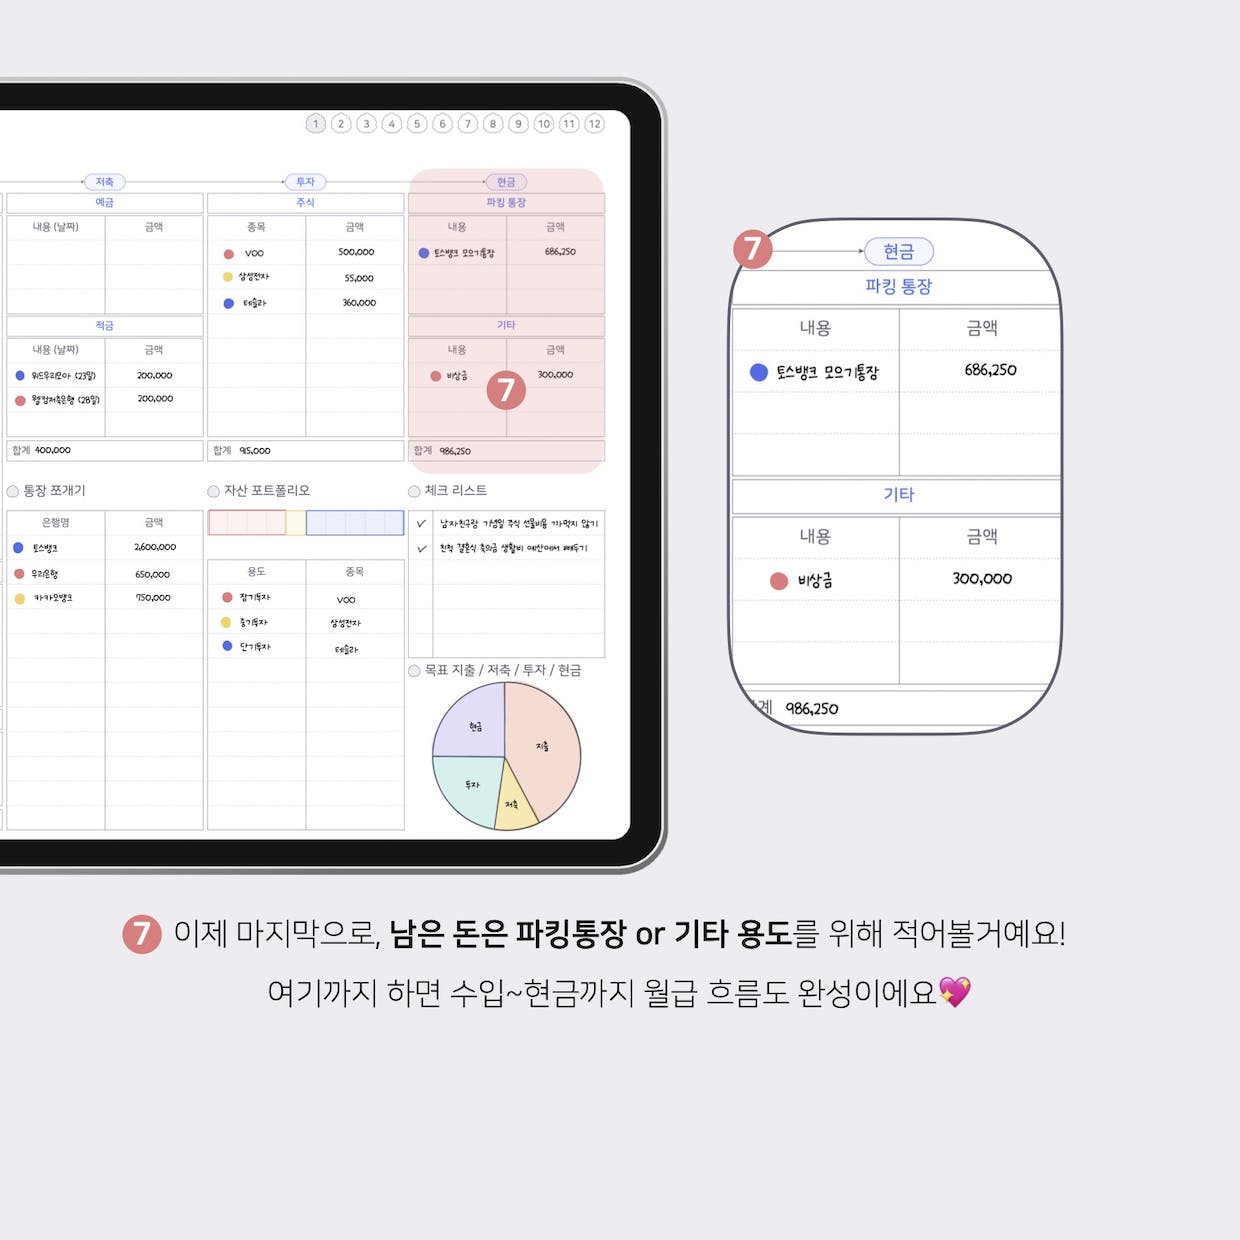 1 2 3 4 5 6 7 8 9 10 11 12
저축 투자 현금
예금 주식 파킹 통장
내용 (날짜) 금액 종목 금액 내용 금액
VOO 500,000 토스뱅크 모으기통장 686,250
삼성전자 55,000
테슬라 360,000
적금 기타
내용 (날짜) 금액 내용 금액
위드우리모아 (23일) 200,000 비상금 300,000
웰컴저축은행 (28일) 200,000
7
합계 400,000 합계 915,000 합계 986,250
통장 쪼개기 자산 포트폴리오 체크 리스트
은행명 금액
토스뱅크 2,600,000
우리은행 650,000
카카오뱅크 750,000
용도 종목
장기투자 VOO
중기투자 삼성전자
단기투자 테슬라
✓ 남자친구랑 기념일 주식 선물비용 까먹지 않기
✓ 친척 결혼식 축의금 생활비 예산에서 빼두기
목표 지출 / 저축 / 투자 / 현금
현금 지출
투자 저축
7 현금
파킹 통장
내용 금액
토스뱅크 모으기통장 686,250
기타
내용 금액
비상금 300,000
계 986,250
7 이제 마지막으로, 남은 돈은 파킹통장 or 기타 용도를 위해 적어볼거예요!
여기까지 하면 수입~현금까지 월급 흐름도 완성이에요💖